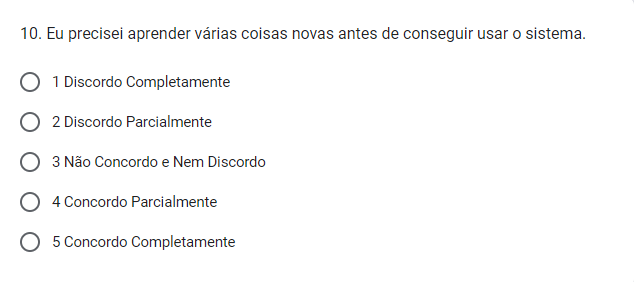 10. Eu precisei aprender várias coisas novas antes de conseguir usar o sistema.
1 Discordo Completamente
2 Discordo Parcialmente
3 Não Concordo e Nem Discordo
4 Concordo Parcialmente
5 Concordo Completamente